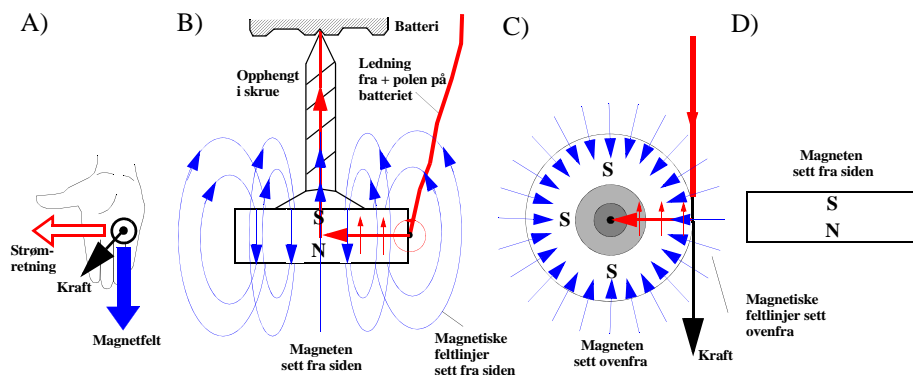 A)
Strøm-
retning
Kraft
Magnetfelt
B)
Batteri
Opphengt
i skrue
Ledning
fra + polen på
batteriet
S
N
Magneten
sett fra siden
Magnetiske
feltlinjer
sett fra siden
C)
S
S
S
S
Magneten
sett ovenfra
Kraft
Magnetiske
feltlinjer sett
ovenfra
D)
Magneten
sett fra siden
S
N